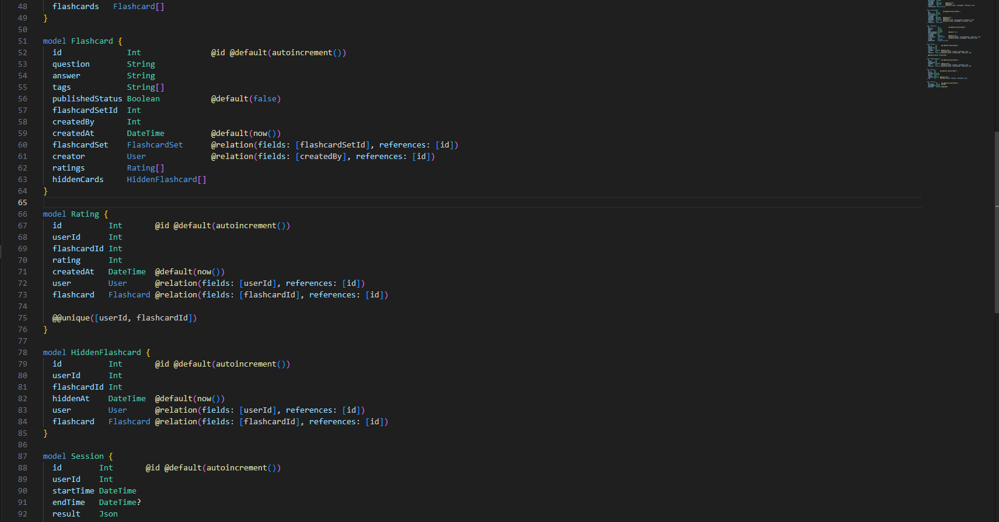 48 flashcards Flashcard[]
49 }
50
51 model Flashcard {
52 id Int @id @default(autoincrement())
53 question String
54 answer String
55 tags String[]
56 publishedStatus Boolean @default(false)
57 flashcardSetId Int
58 createdBy Int
59 createdAt DateTime @default(now())
60 flashcardSet FlashcardSet @relation(fields: [flashcardSetId], references: [id])
61 creator User @relation(fields: [createdBy], references: [id])
62 ratings Rating[]
63 hiddenCards HiddenFlashcard[]
64 }
65
66 model Rating {
67 id Int @id @default(autoincrement())
68 userId Int
69 flashcardId Int
70 rating Int
71 createdAt DateTime @default(now())
72 user User @relation(fields: [userId], references: [id])
73 flashcard Flashcard @relation(fields: [flashcardId], references: [id])
74
75 @@unique([userId, flashcardId])
76 }
77
78 model HiddenFlashcard {
79 id Int @id @default(autoincrement())
80 userId Int
81 flashcardId Int
82 hiddenAt DateTime @default(now())
83 user User @relation(fields: [userId], references: [id])
84 flashcard Flashcard @relation(fields: [flashcardId], references: [id])
85 }
86
87 model Session {
88 id Int @id @default(autoincrement())
89 userId Int
90 startTime DateTime
91 endTime DateTime?
92 result Json